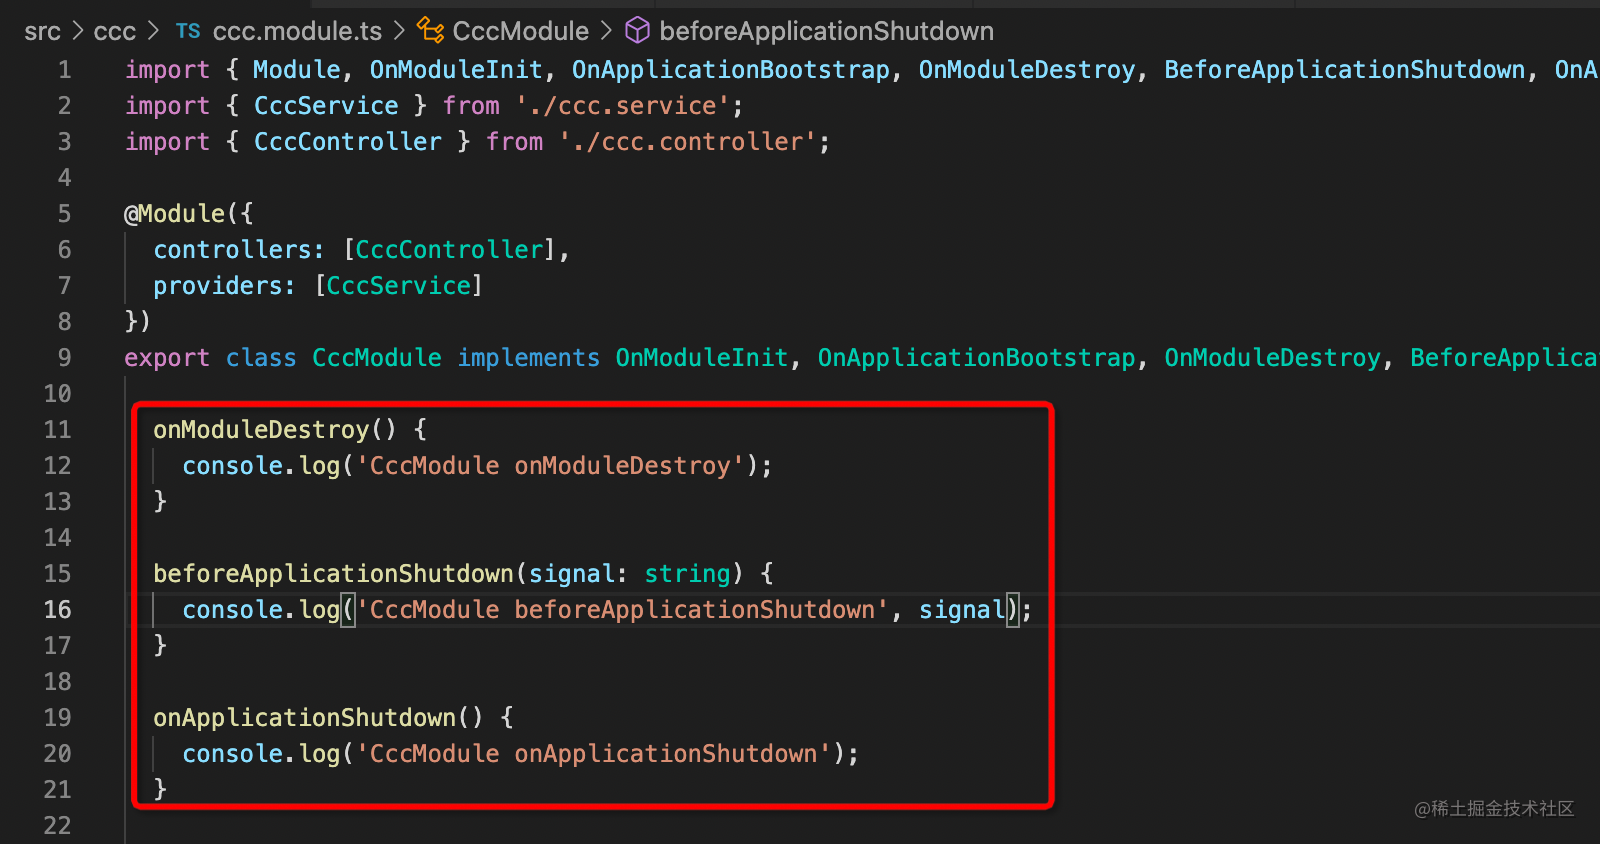 src > ccc > TS ccc.module.ts > CccModule > beforeApplicationShutdown
1 import { Module, OnModuleInit, OnApplicationBootstrap, OnModuleDestroy, BeforeApplicationShutdown, OnA
2 import { CccService } from './ccc.service';
3 import { CccController } from './ccc.controller';
4
5 @Module({
6 controllers: [CccController],
7 providers: [CccService]
8 })
9 export class CccModule implements OnModuleInit, OnApplicationBootstrap, OnModuleDestroy, BeforeApplica
10
11 onModuleDestroy() {
12 console.log('CccModule onModuleDestroy');
13 }
14
15 beforeApplicationShutdown(signal: string) {
16 console.log('CccModule beforeApplicationShutdown', signal);
17 }
18
19 onApplicationShutdown() {
20 console.log('CccModule onApplicationShutdown');
21 }
22
@稀土掘金技术社区